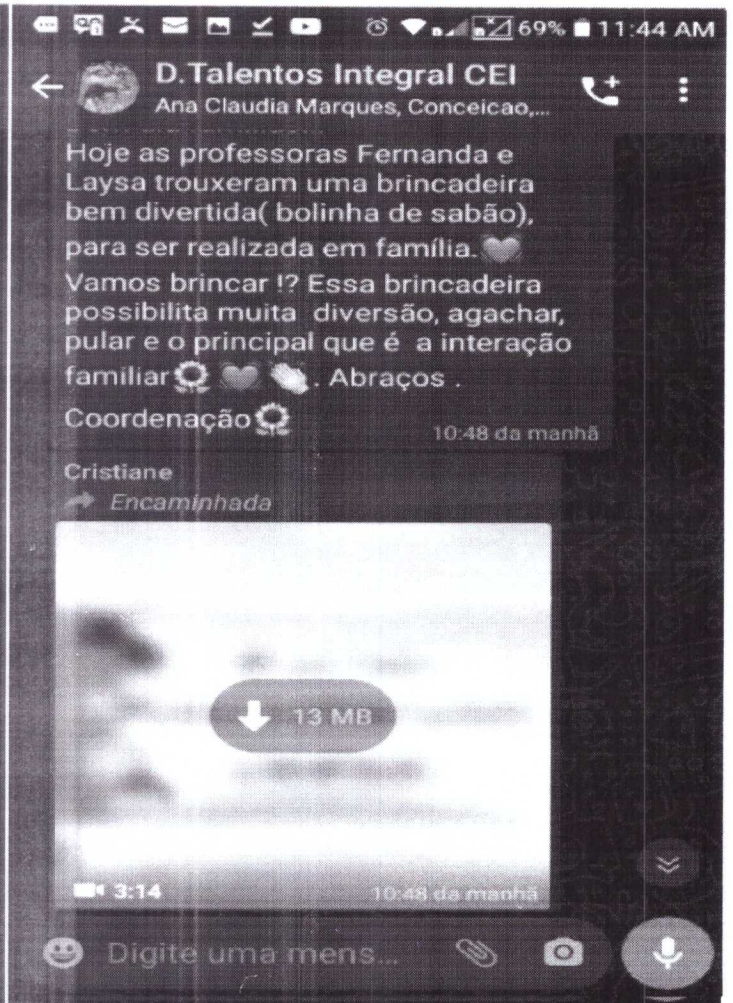 69% 11:44 AM
D.Talentos Integral CEI
Ana Claudia Marques, Conceicao,...
Hoje as professoras Fernanda e
Laysa trouxeram uma brincadeira
bem divertida( bolinha de sabão),
para ser realizada em família.
Vamos brincar !? Essa brincadeira
possibilita muita diversão, agachar,
pular e o principal que é a interação
familiar . Abraços .
Coordenação
10:48 da manhã
Cristiane
Encaminhada
13 MB
3:14 10:48 da manhã
Digite uma mens...